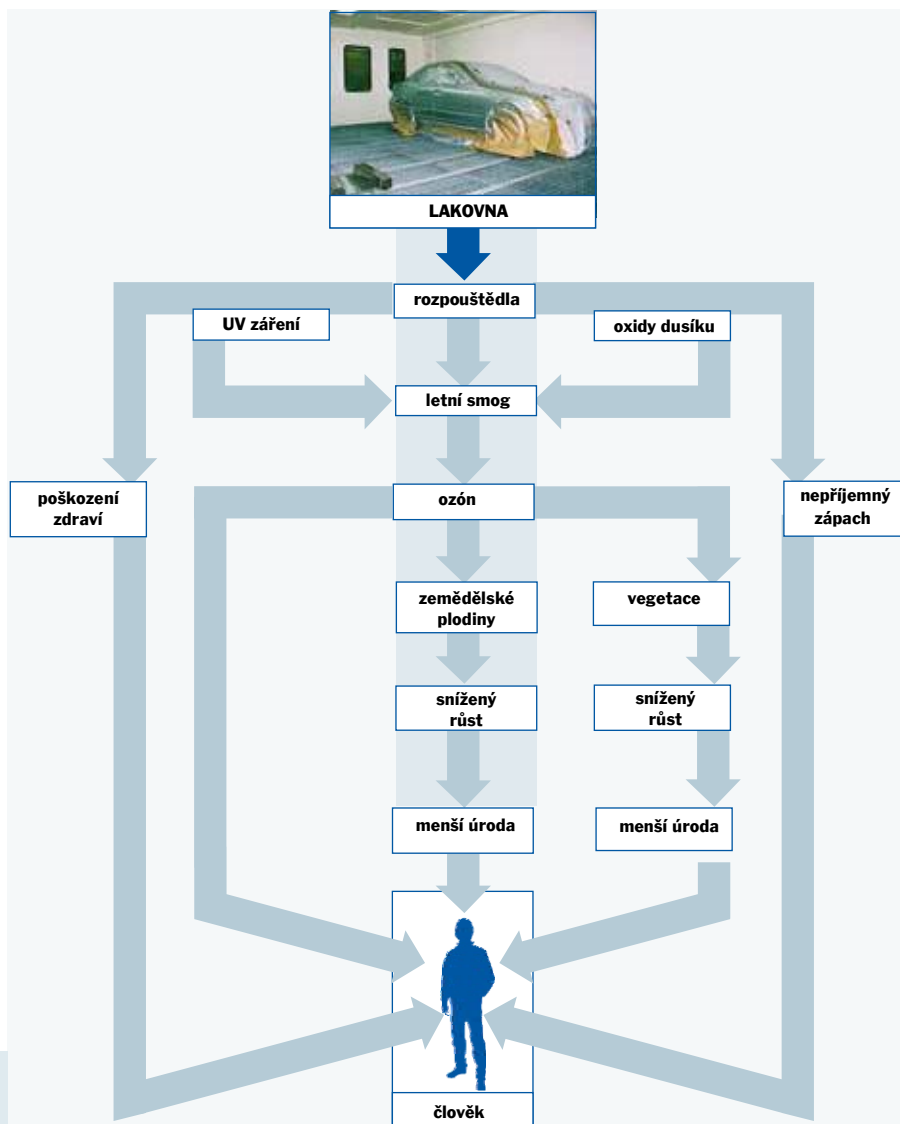 LAKOVNA
rozpouštědla
UV záření
oxidy dusíku
letní smog
poškození
zdraví
ozón
nepříjemný
zápach
zemědělské
plodiny
vegetace
snížený
růst
snížený
růst
menší úroda
menší úroda
člověk